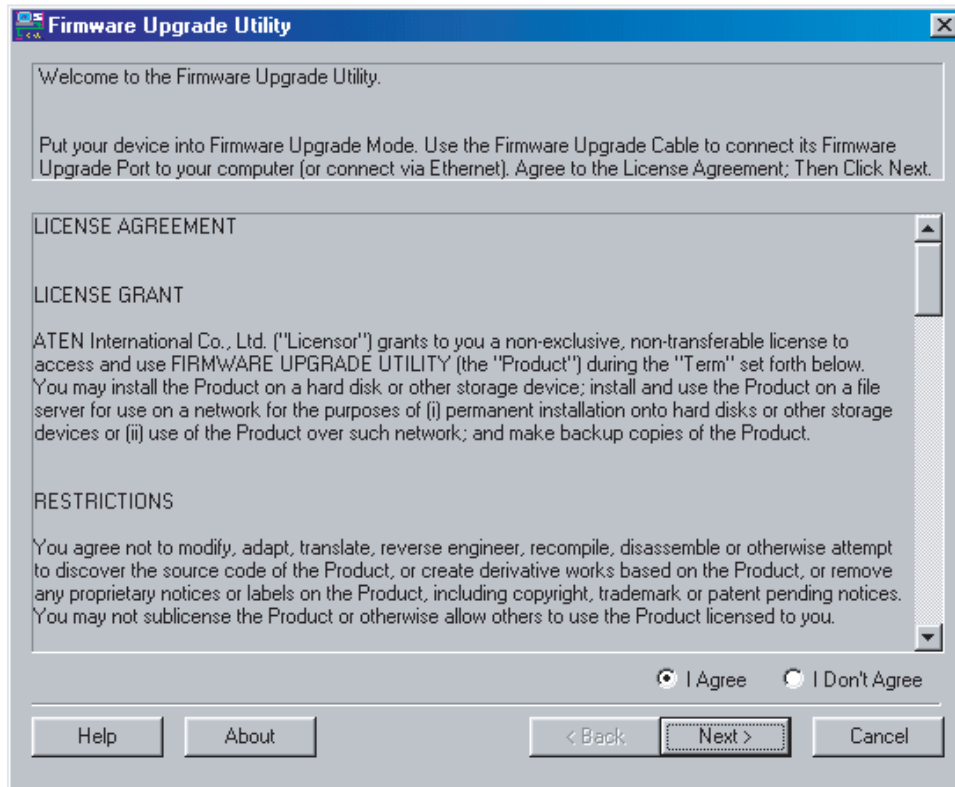 Firmware Upgrade Utility
Welcome to the Firmware Upgrade Utility.
Put your device into Firmware Upgrade Mode. Use the Firmware Upgrade Cable to connect its Firmware
Upgrade Port to your computer (or connect via Ethernet). Agree to the License Agreement; Then Click Next.
LICENSE AGREEMENT
LICENSE GRANT
ATEN International Co., Ltd. ("Licensor") grants to you a non-exclusive, non-transferable license to
access and use FIRMWARE UPGRADE UTILITY (the "Product") during the "Term" set forth below.
You may install the Product on a hard disk or other storage device; install and use the Product on a file
server for use on a network for the purposes of (i) permanent installation onto hard disks or other storage
devices or (ii) use of the Product over such network; and make backup copies of the Product.
RESTRICTIONS
You agree not to modify, adapt, translate, reverse engineer, recompile, disassemble or otherwise attempt
to discover the source code of the Product, or create derivative works based on the Product, or remove
any proprietary notices or labels on the Product, including copyright, trademark or patent pending notices.
You may not sublicense the Product or otherwise allow others to use the Product licensed to you.
I Agree I Don't Agree
Help About < Back Next > Cancel